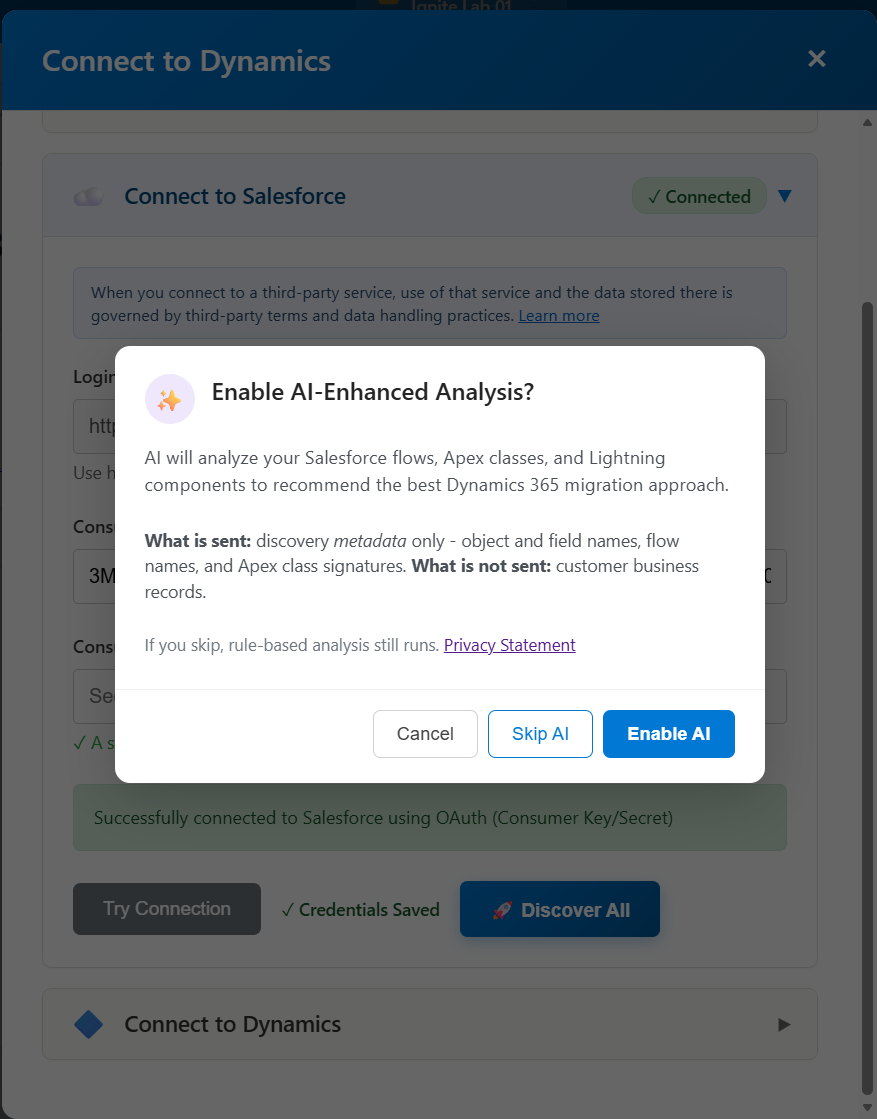 Ignite Lab 01
Connect to Dynamics
Connect to Salesforce
✓ Connected
When you connect to a third-party service, use of that service and the data stored there is
governed by third-party terms and data handling practices. Learn more
Enable AI-Enhanced Analysis?
AI will analyze your Salesforce flows, Apex classes, and Lightning
components to recommend the best Dynamics 365 migration approach.
What is sent: discovery metadata only - object and field names, flow
names, and Apex class signatures. What is not sent: customer business
records.
If you skip, rule-based analysis still runs. Privacy Statement
Cancel
Skip AI
Enable AI
Login
Use
3M
✓ A
Successfully connected to Salesforce using OAuth (Consumer Key/Secret)
Try Connection
✓ Credentials Saved
Discover All
Connect to Dynamics